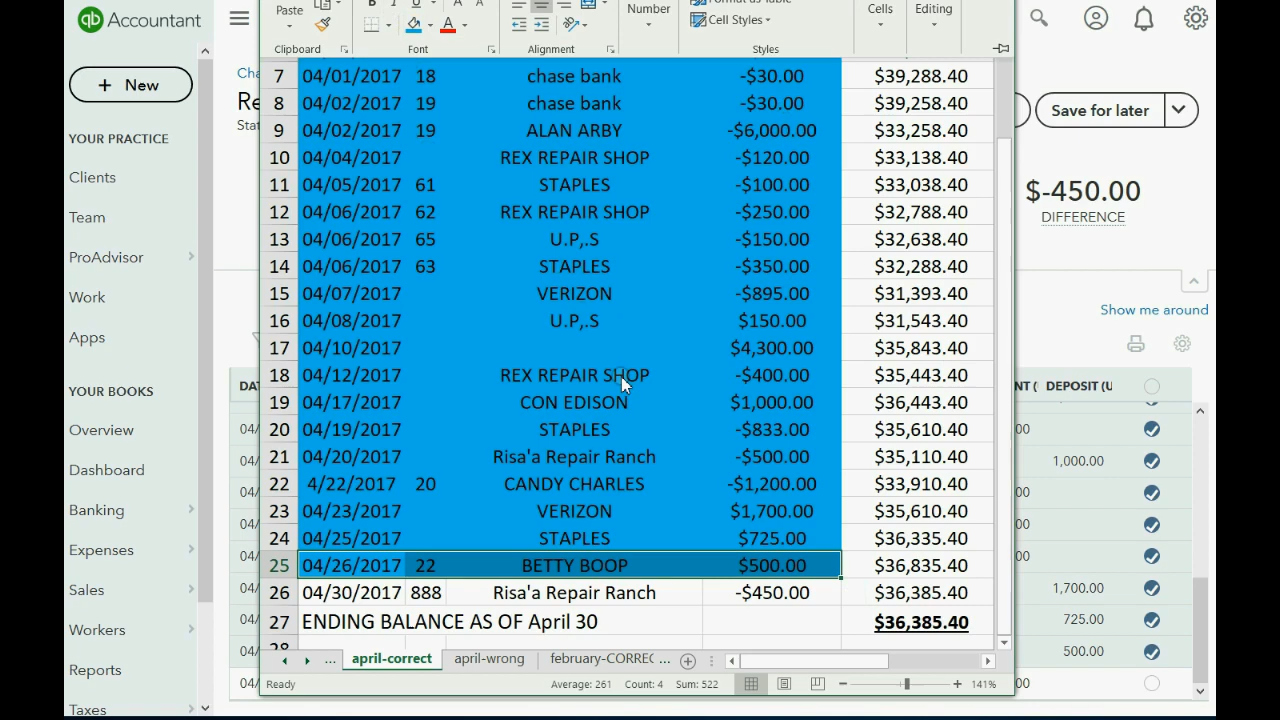 qb Accountant
+ New
YOUR PRACTICE
Clients
Team
ProAdvisor
Work
Apps
YOUR BOOKS
Overview
Dashboard
Banking
Expenses
Sales
Workers
Reports
Taxes
Paste
Clipboard
Font
Alignment
Number
Cell Styles
Styles
Cells
Editing
Save for later
$-450.00
DIFFERENCE
Show me around
DEPOSIT (U
7 04/01/2017 18 chase bank -$30.00 $39,288.40
8 04/02/2017 19 chase bank -$30.00 $39,258.40
9 04/02/2017 19 ALAN ARBY -$6,000.00 $33,258.40
10 04/04/2017 REX REPAIR SHOP -$120.00 $33,138.40
11 04/05/2017 61 STAPLES -$100.00 $33,038.40
12 04/06/2017 62 REX REPAIR SHOP -$250.00 $32,788.40
13 04/06/2017 65 U.P,.S -$150.00 $32,638.40
14 04/06/2017 63 STAPLES -$350.00 $32,288.40
15 04/07/2017 VERIZON -$895.00 $31,393.40
16 04/08/2017 U.P,.S $150.00 $31,543.40
17 04/10/2017 $4,300.00 $35,843.40
18 04/12/2017 REX REPAIR SHOP -$400.00 $35,443.40
19 04/17/2017 CON EDISON $1,000.00 $36,443.40
20 04/19/2017 STAPLES -$833.00 $35,610.40
21 04/20/2017 Risa'a Repair Ranch -$500.00 $35,110.40
22 4/22/2017 20 CANDY CHARLES -$1,200.00 $33,910.40
23 04/23/2017 VERIZON $1,700.00 $35,610.40
24 04/25/2017 STAPLES $725.00 $36,335.40
25 04/26/2017 22 BETTY BOOP $500.00 $36,835.40
26 04/30/2017 888 Risa'a Repair Ranch -$450.00 $36,385.40
27 ENDING BALANCE AS OF April 30 $36,385.40
1,000.00
1,700.00
725.00
500.00
... april-correct april-wrong february-CORREC ...
Ready Average: 261 Count: 4 Sum: 522 141%